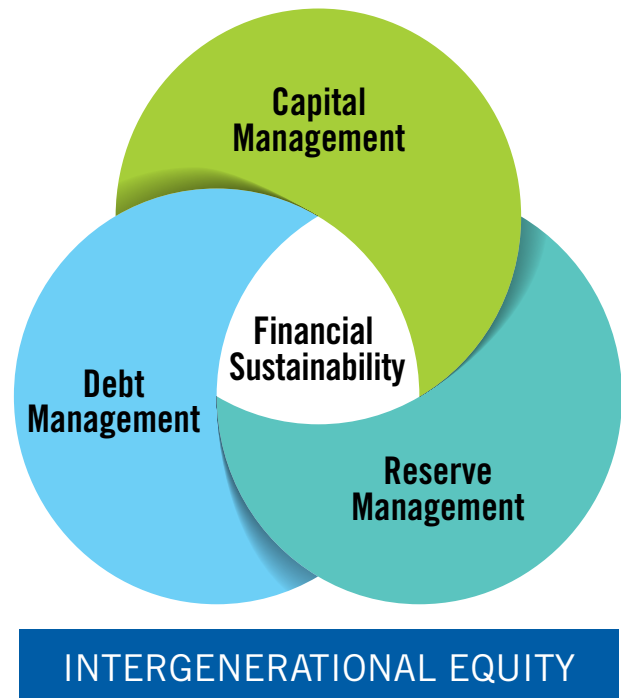 Capital
Management
Financial
Sustainability
Debt
Management
Reserve
Management
INTERGENERATIONAL EQUITY